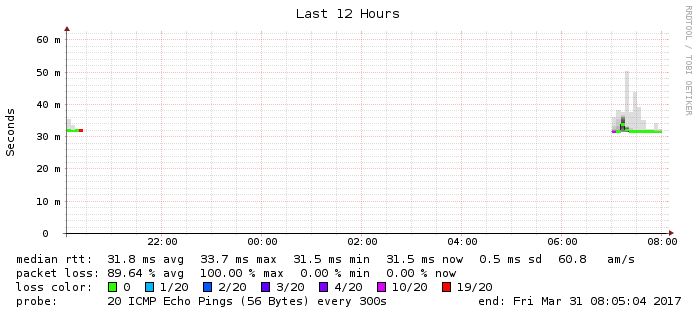 Last 12 Hours
RRDTOOL / TOBI OETIKER
Seconds
60 m
50 m
40 m
30 m
20 m
10 m
0
22:00 00:00 02:00 04:00 06:00 08:00
median rtt: 31.8 ms avg 33.7 ms max 31.5 ms min 31.5 ms now 0.5 ms sd 60.8 am/s
packet loss: 89.64 % avg 100.00 % max 0.00 % min 0.00 % now
loss color: 0 1/20 2/20 3/20 4/20 10/20 19/20
probe: 20 ICMP Echo Pings (56 Bytes) every 300s end: Fri Mar 31 08:05:04 2017